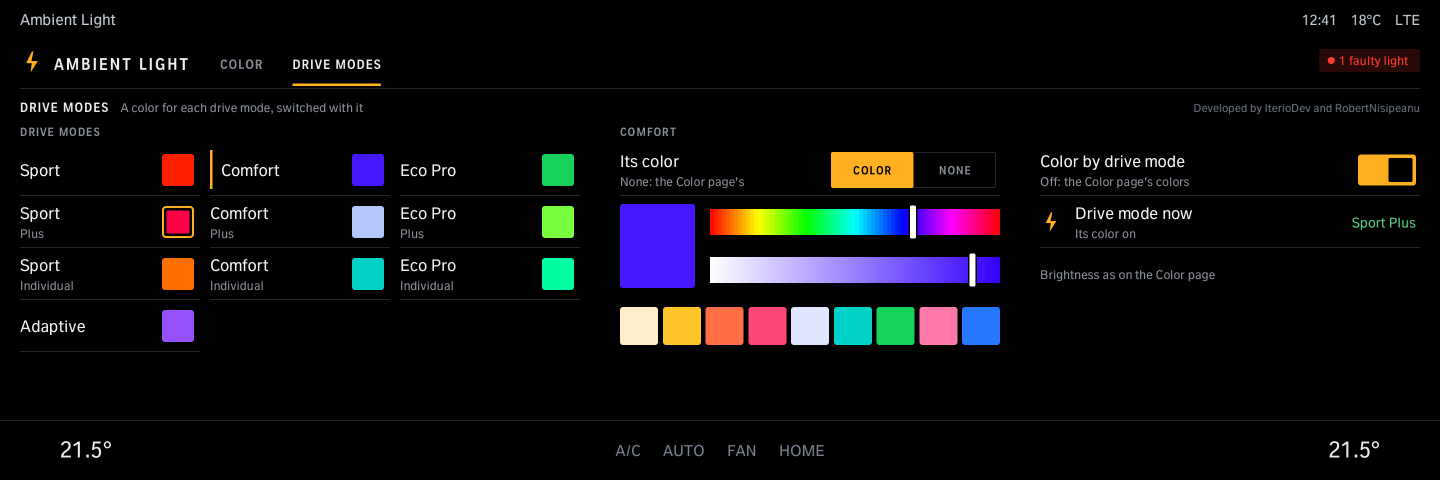 Ambient Light
12:41 18°C LTE
AMBIENT LIGHT COLOR DRIVE MODES
1 faulty light
DRIVE MODES A color for each drive mode, switched with it
Developed by IterioDev and RobertNisipeanu
DRIVE MODES
Sport
Comfort
Eco Pro
Sport
Plus
Comfort
Plus
Eco Pro
Plus
Sport
Individual
Comfort
Individual
Eco Pro
Individual
Adaptive
COMFORT
Its color
None: the Color page's
COLOR NONE
Color by drive mode
Off: the Color page's colors
Drive mode now
Its color on
Sport Plus
Brightness as on the Color page
21.5°
A/C AUTO FAN HOME
21.5°